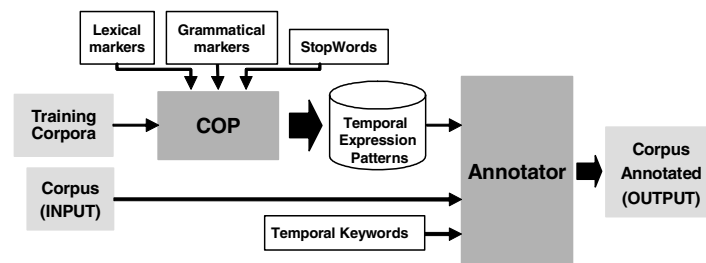 Lexical
markers
Grammatical
markers
StopWords
Training
Corpora
COP
Temporal
Expression
Patterns
Annotator
Corpus
Annotated
(OUTPUT)
Corpus
(INPUT)
Temporal Keywords